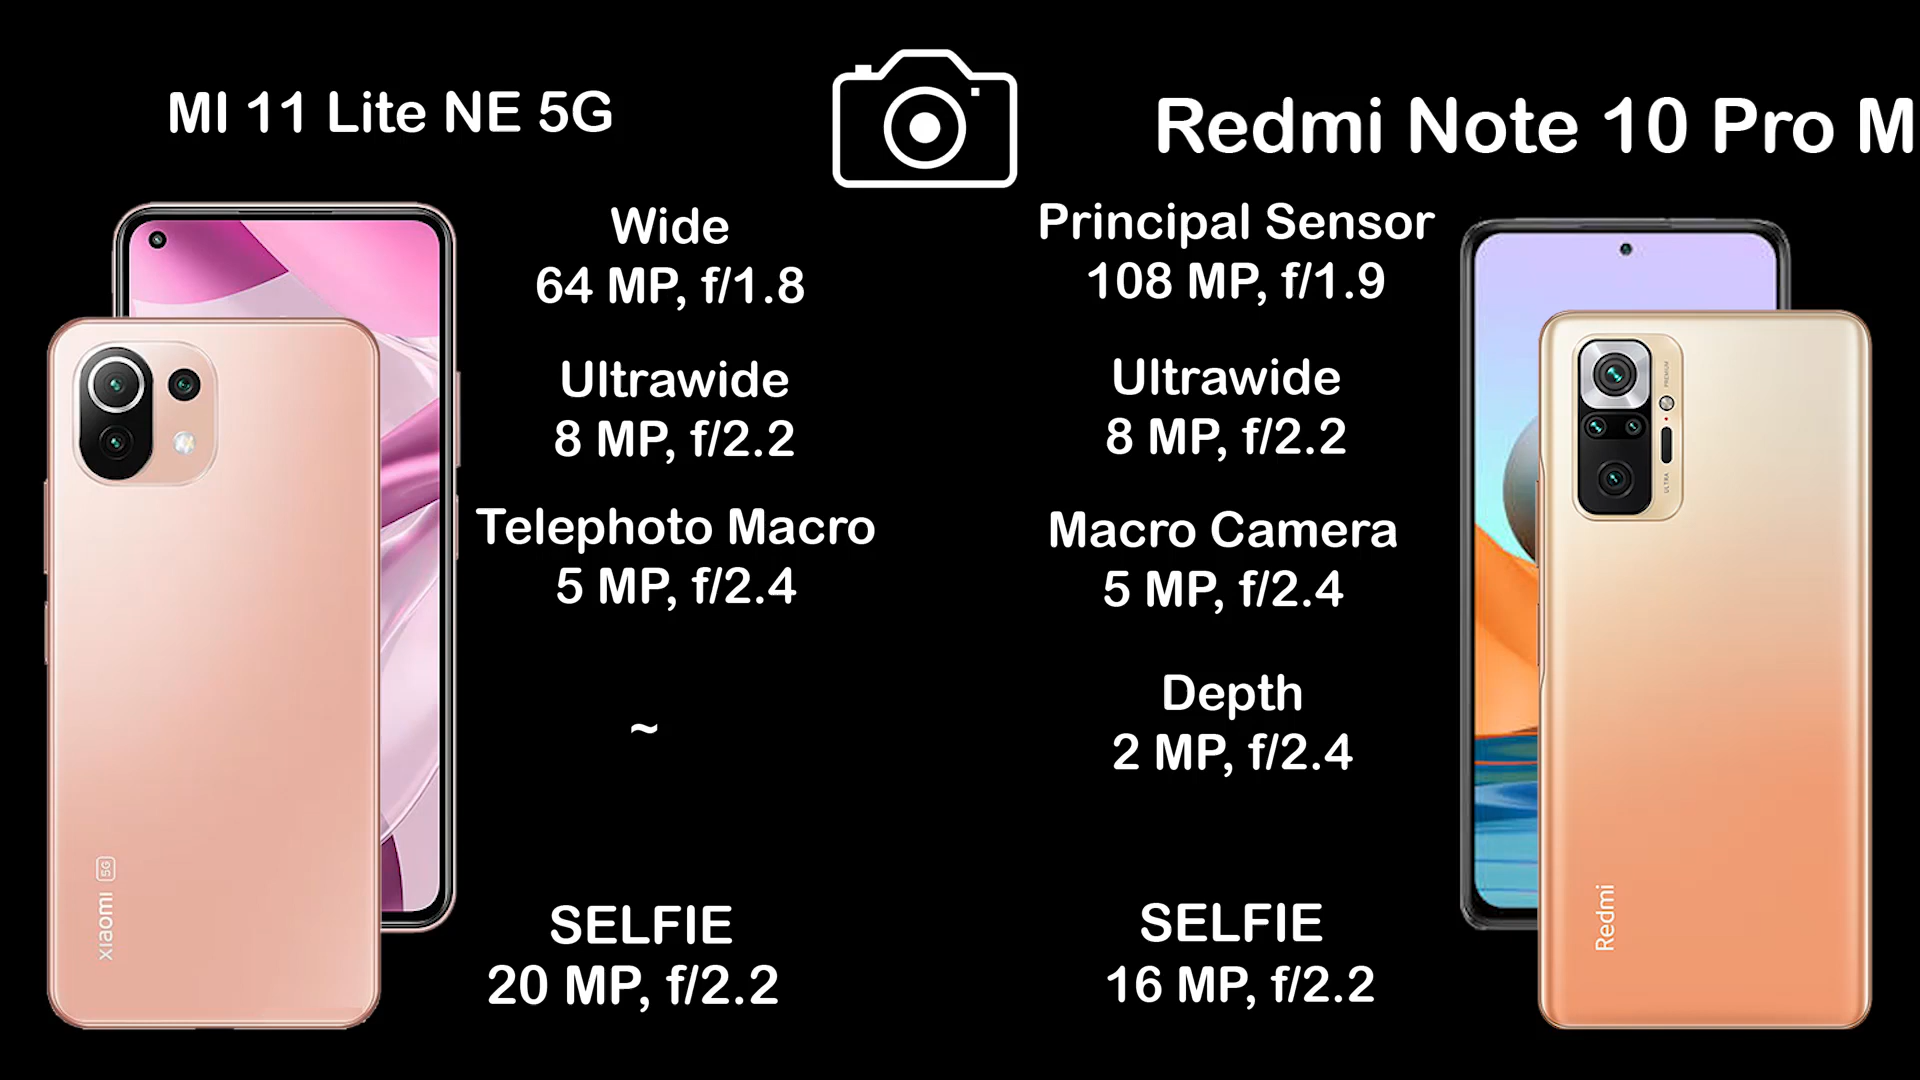 MI 11 Lite NE 5G
Redmi Note 10 Pro M
Wide
64 MP, f/1.8
Ultrawide
8 MP, f/2.2
Telephoto Macro
5 MP, f/2.4
~
SELFIE
20 MP, f/2.2
Principal Sensor
108 MP, f/1.9
Ultrawide
8 MP, f/2.2
Macro Camera
5 MP, f/2.4
Depth
2 MP, f/2.4
SELFIE
16 MP, f/2.2
xiaomi 5G
Redmi
PREMIUM
ULTRA